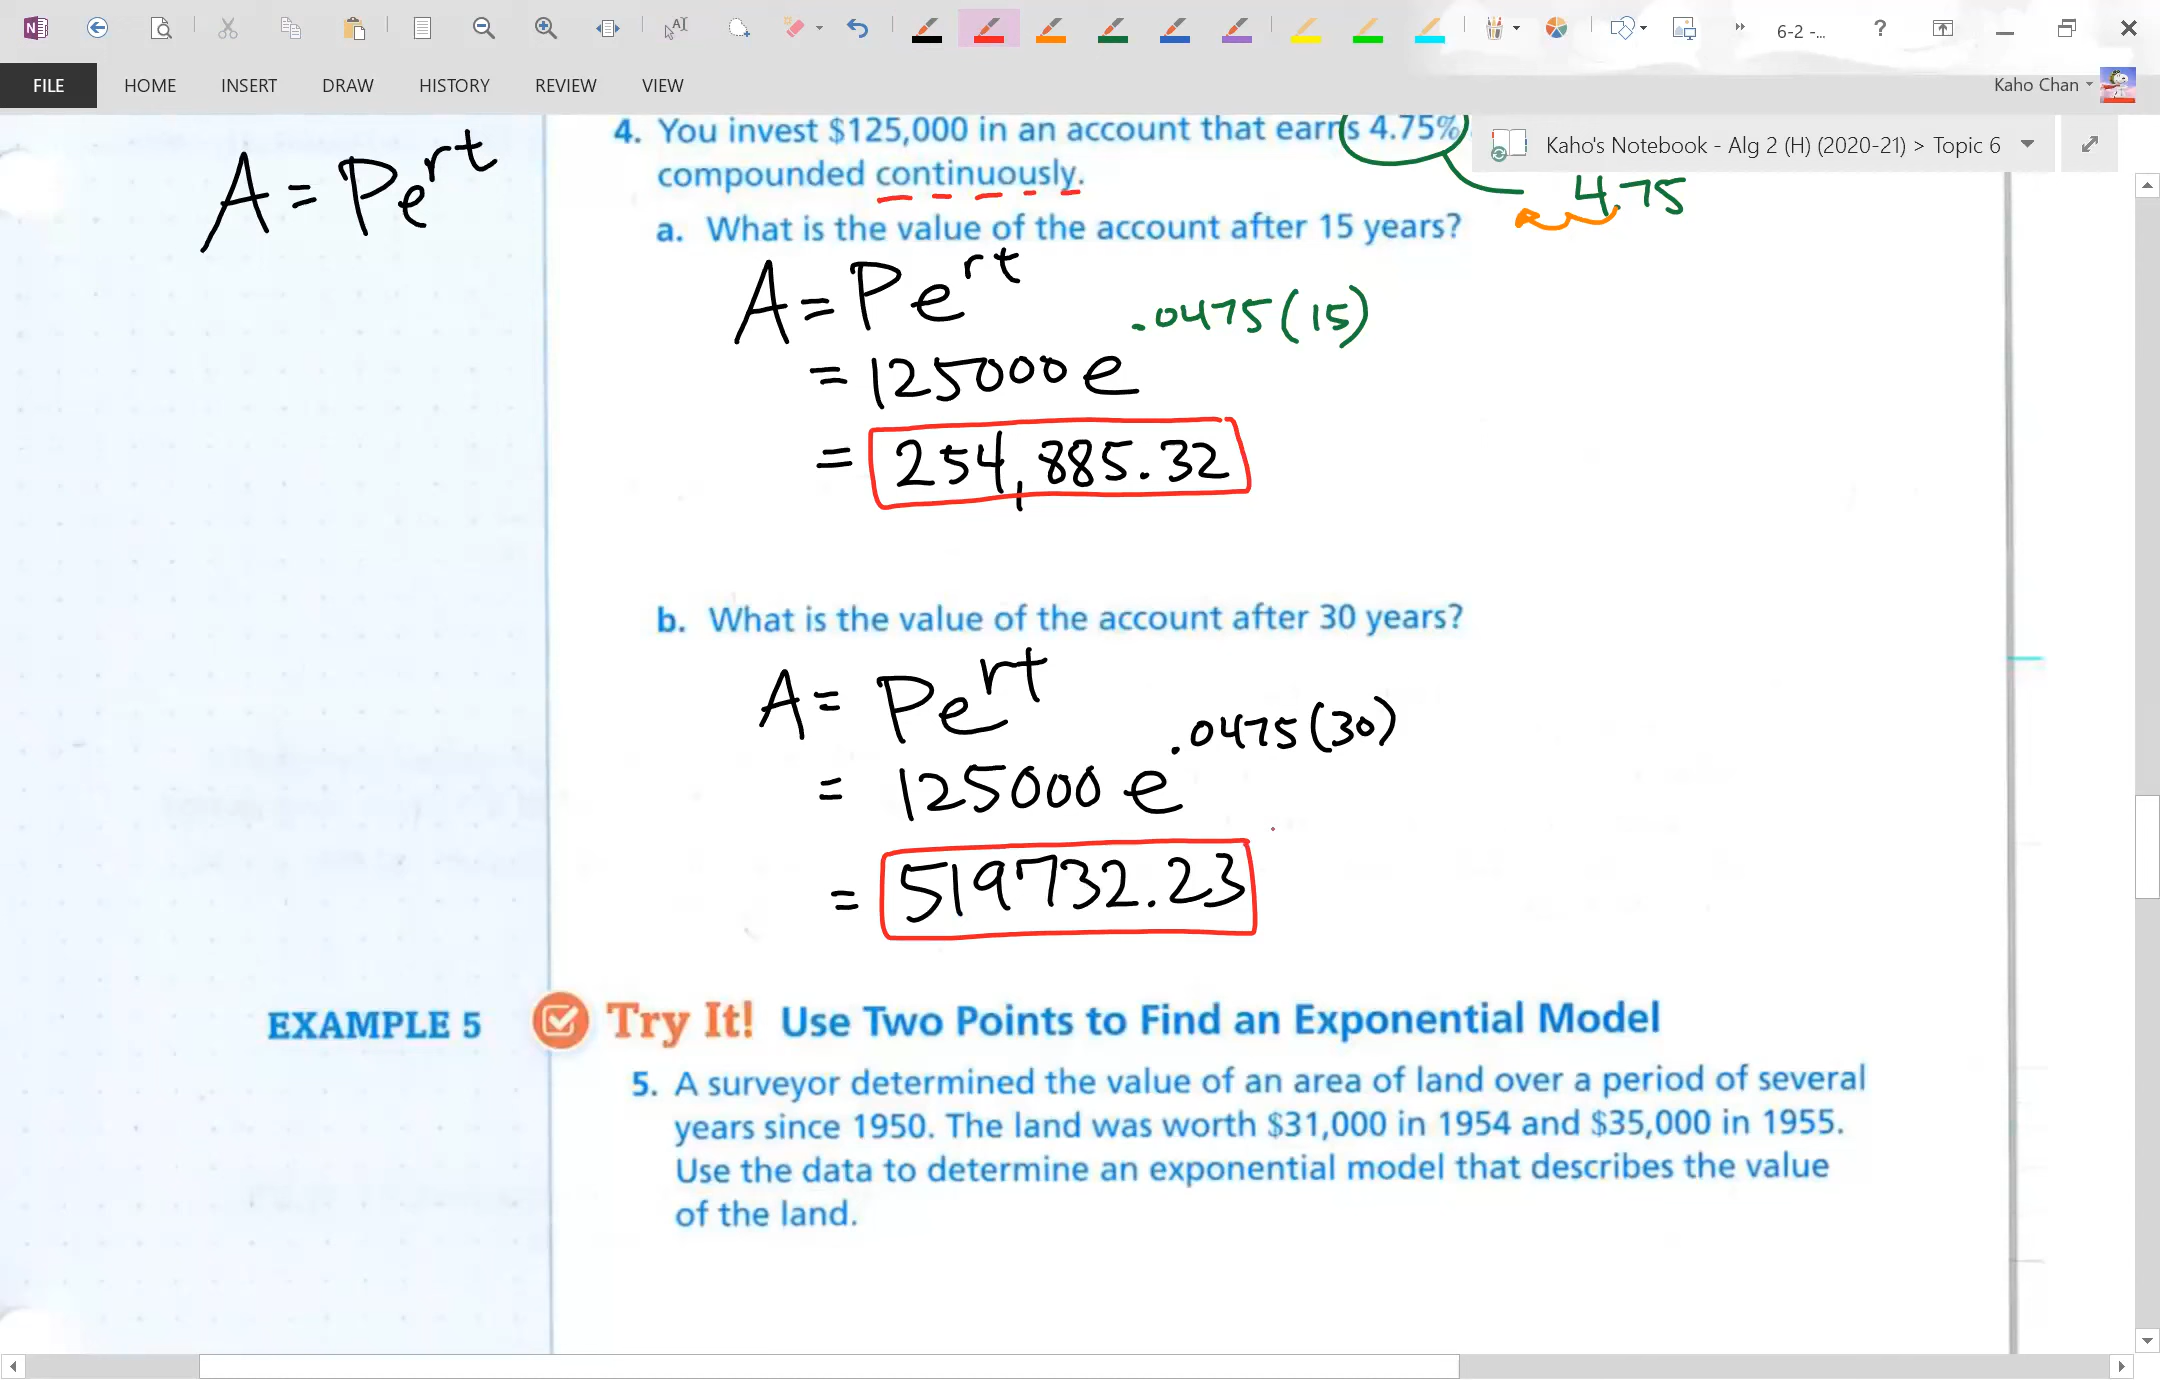 6-2 -...
?
FILE HOME INSERT DRAW HISTORY REVIEW VIEW
Kaho Chan
Kaho's Notebook - Alg 2 (H) (2020-21) > Topic 6
A = Pe^rt
4. You invest $125,000 in an account that earns 4.75%
compounded continuously.
4.75
a. What is the value of the account after 15 years?
A = Pe^rt
= 125000 e^.0475(15)
= 254,885.32
b. What is the value of the account after 30 years?
A = Pe^rt
= 125000 e^.0475(30)
= 519732.23
EXAMPLE 5 Try It! Use Two Points to Find an Exponential Model
5. A surveyor determined the value of an area of land over a period of several
years since 1950. The land was worth $31,000 in 1954 and $35,000 in 1955.
Use the data to determine an exponential model that describes the value
of the land.